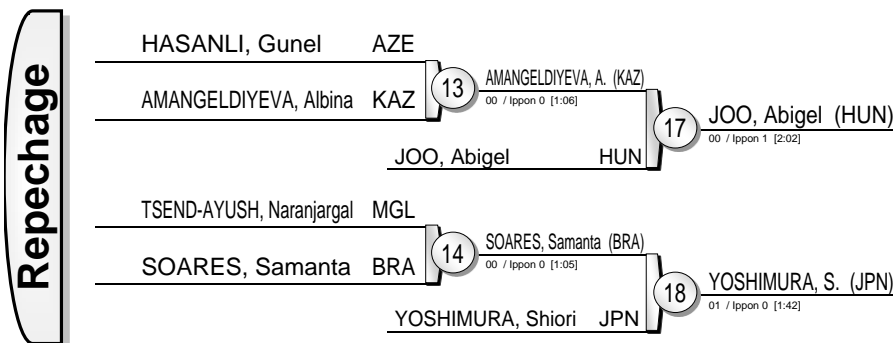 Repechage
HASANLI, Gunel AZE
AMANGELDIYEVA, Albina KAZ
13
AMANGELDIYEVA, A. (KAZ)
00 / Ippon 0 [1:06]
JOO, Abigel HUN
17
JOO, Abigel (HUN)
00 / Ippon 1 [2:02]
TSEND-AYUSH, Naranjargal MGL
SOARES, Samanta BRA
14
SOARES, Samanta (BRA)
00 / Ippon 0 [1:05]
YOSHIMURA, Shiori JPN
18
YOSHIMURA, S. (JPN)
01 / Ippon 0 [1:42]